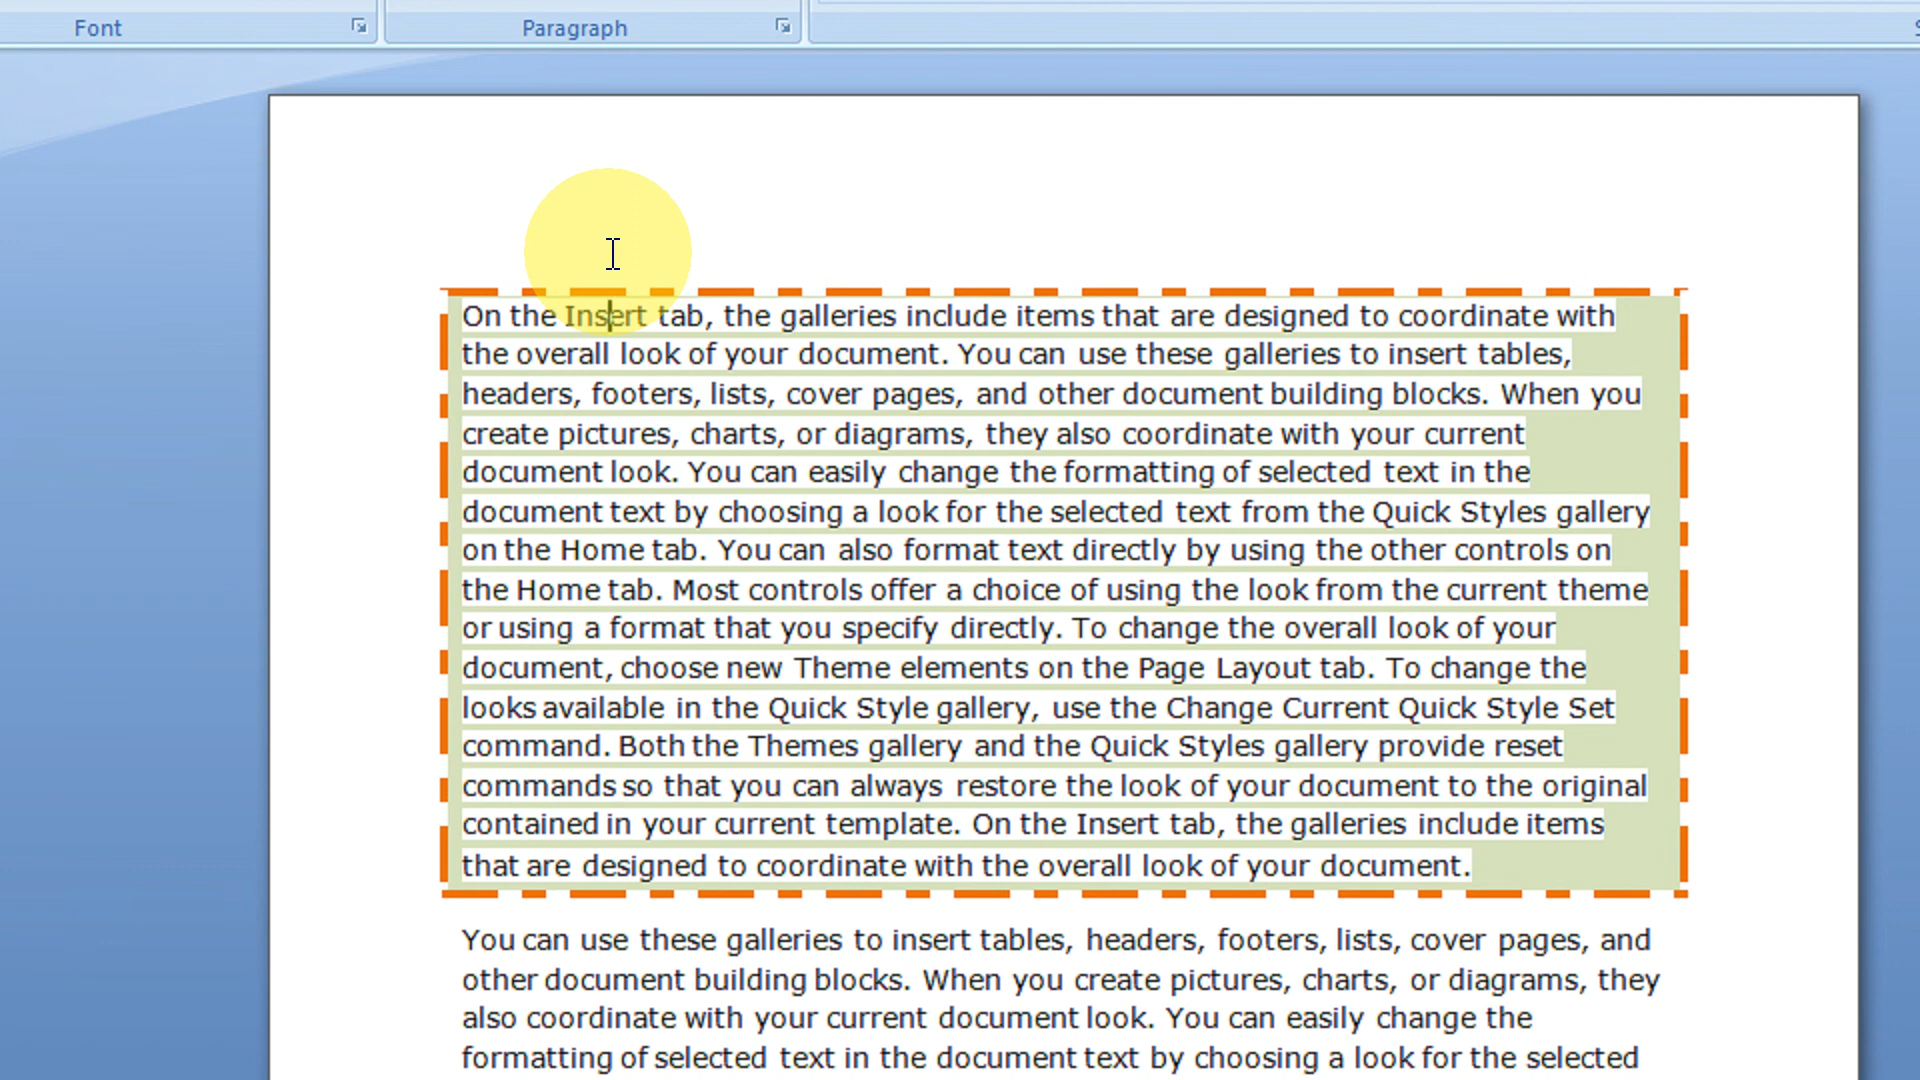 Font
Paragraph
On the Insert tab, the galleries include items that are designed to coordinate with
the overall look of your document. You can use these galleries to insert tables,
headers, footers, lists, cover pages, and other document building blocks. When you
create pictures, charts, or diagrams, they also coordinate with your current
document look. You can easily change the formatting of selected text in the
document text by choosing a look for the selected text from the Quick Styles gallery
on the Home tab. You can also format text directly by using the other controls on
the Home tab. Most controls offer a choice of using the look from the current theme
or using a format that you specify directly. To change the overall look of your
document, choose new Theme elements on the Page Layout tab. To change the
looks available in the Quick Style gallery, use the Change Current Quick Style Set
command. Both the Themes gallery and the Quick Styles gallery provide reset
commands so that you can always restore the look of your document to the original
contained in your current template. On the Insert tab, the galleries include items
that are designed to coordinate with the overall look of your document.
You can use these galleries to insert tables, headers, footers, lists, cover pages, and
other document building blocks. When you create pictures, charts, or diagrams, they
also coordinate with your current document look. You can easily change the
formatting of selected text in the document text by choosing a look for the selected